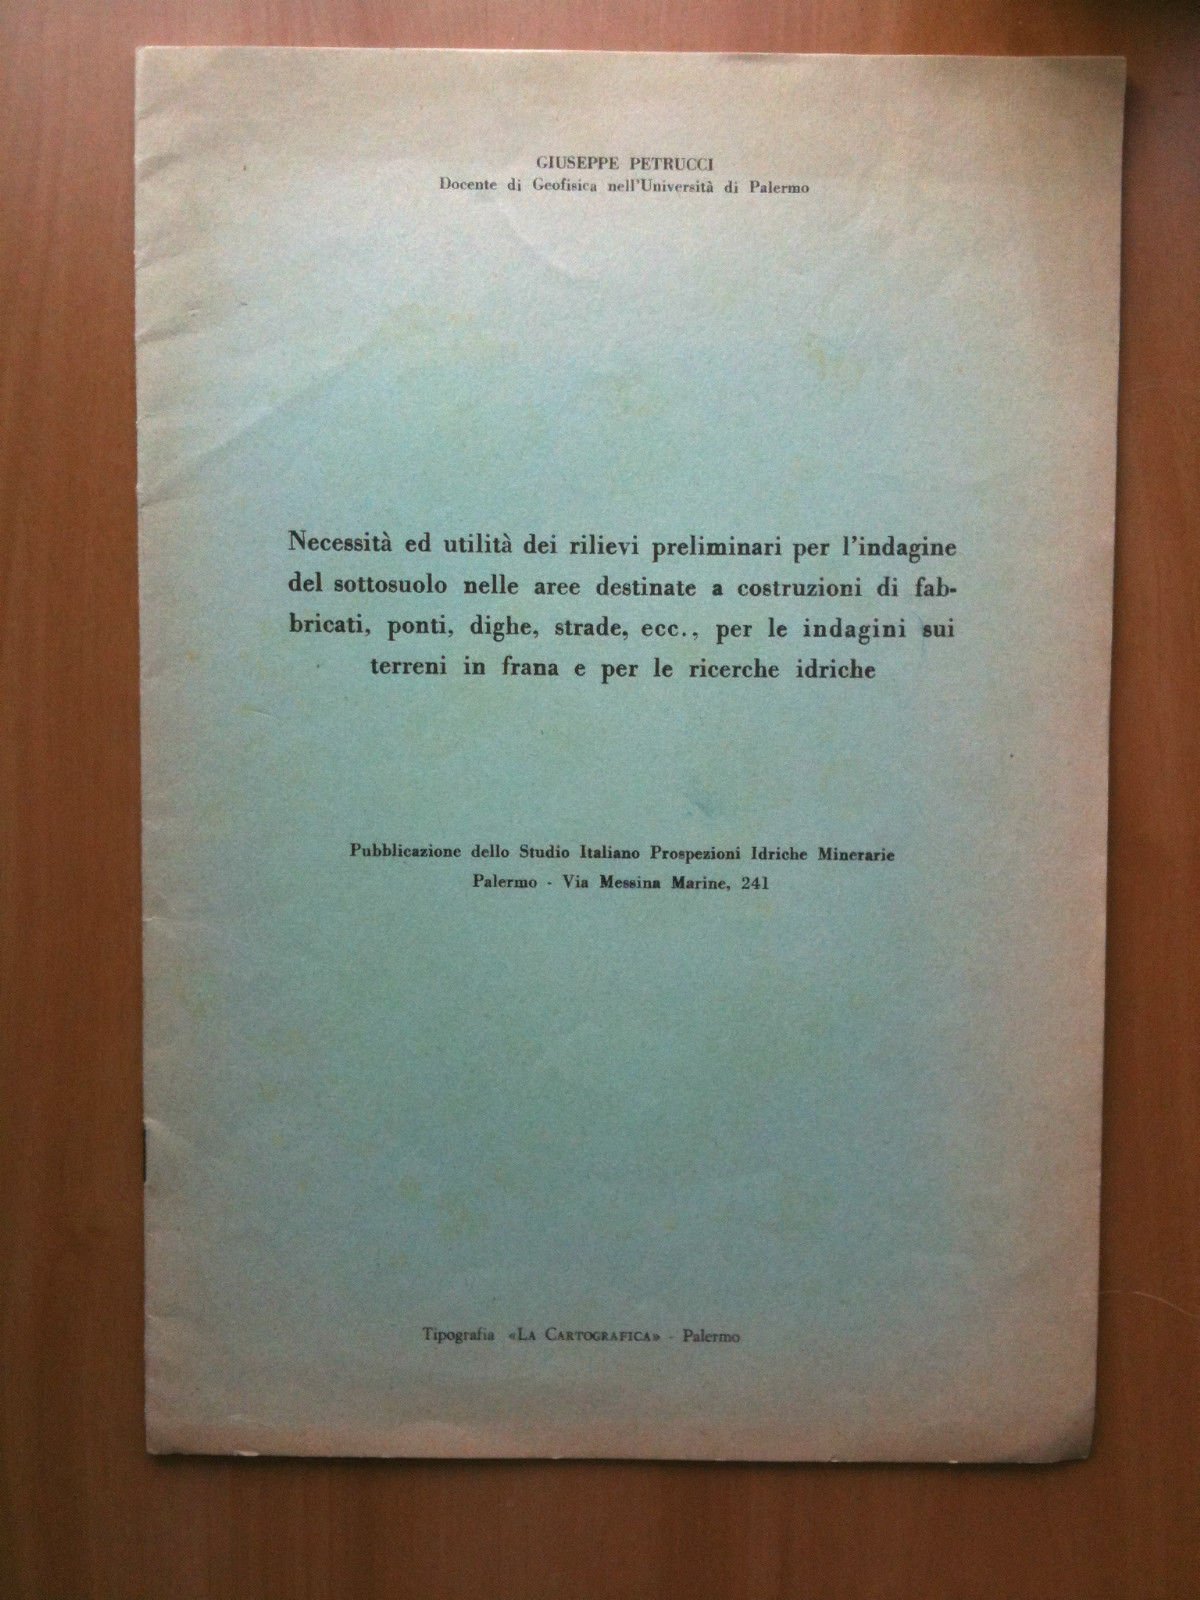 GIUSEPPE PETRUCCI
Docente di Geofisica nell'Università di Palermo
Necessità ed utilità dei rilievi preliminari per l'indagine
del sottosuolo nelle aree destinate a costruzioni di fab-
bricati, ponti, dighe, strade, ecc., per le indagini sui
terreni in frana e per le ricerche idriche
Pubblicazione dello Studio Italiano Prospezioni Idriche Minerarie
Palermo - Via Messina Marine, 241
Tipografia «LA CARTOGRAFICA» - Palermo